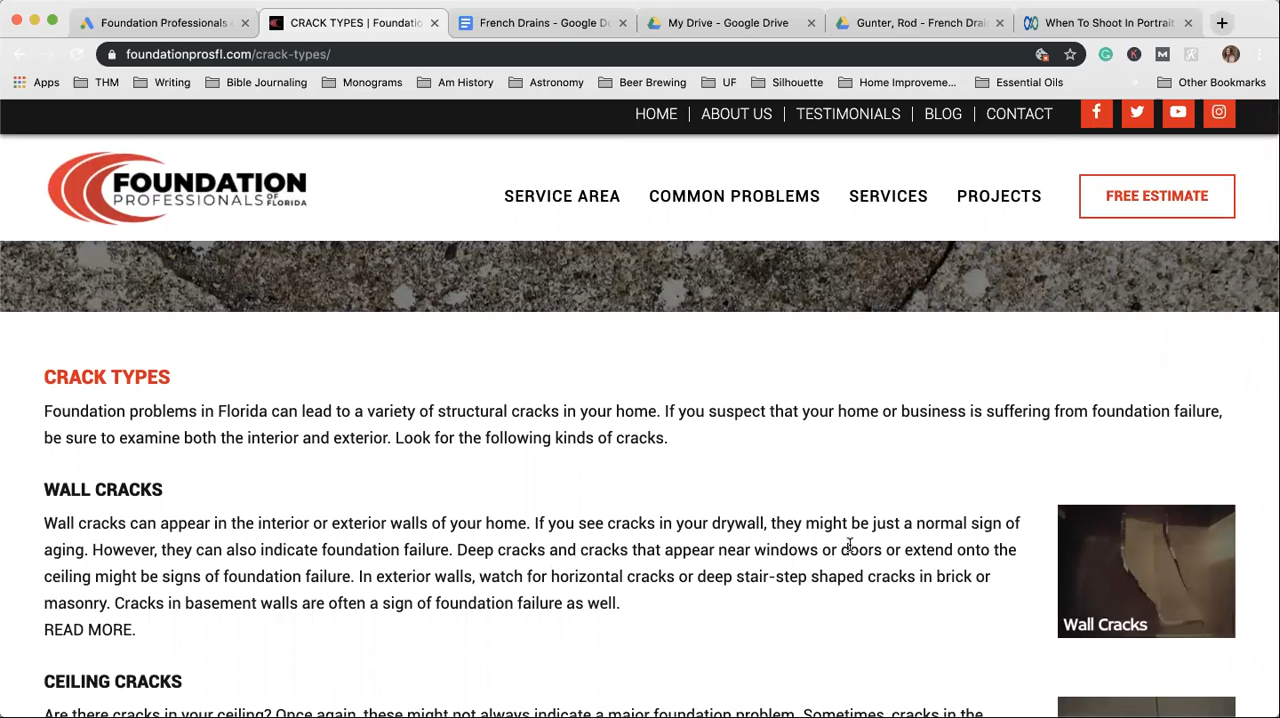 Foundation Professionals
CRACK TYPES | Foundatio
French Drains - Google Do
My Drive - Google Drive
Gunter, Rod - French Drain
When To Shoot In Portrait
foundationprosfl.com/crack-types/
Apps THM Writing Bible Journaling Monograms Am History Astronomy Beer Brewing UF Silhouette Home Improveme... Essential Oils Other Bookmarks
HOME | ABOUT US | TESTIMONIALS | BLOG | CONTACT
FOUNDATION
PROFESSIONALS OF FLORIDA
SERVICE AREA COMMON PROBLEMS SERVICES PROJECTS FREE ESTIMATE
CRACK TYPES
Foundation problems in Florida can lead to a variety of structural cracks in your home. If you suspect that your home or business is suffering from foundation failure,
be sure to examine both the interior and exterior. Look for the following kinds of cracks.
WALL CRACKS
Wall cracks can appear in the interior or exterior walls of your home. If you see cracks in your drywall, they might be just a normal sign of
aging. However, they can also indicate foundation failure. Deep cracks and cracks that appear near windows or doors or extend onto the
ceiling might be signs of foundation failure. In exterior walls, watch for horizontal cracks or deep stair-step shaped cracks in brick or
masonry. Cracks in basement walls are often a sign of foundation failure as well.
READ MORE.
Wall Cracks
CEILING CRACKS
Are there cracks in your ceiling? Once again, these might not always indicate a major foundation problem. Sometimes, cracks in the